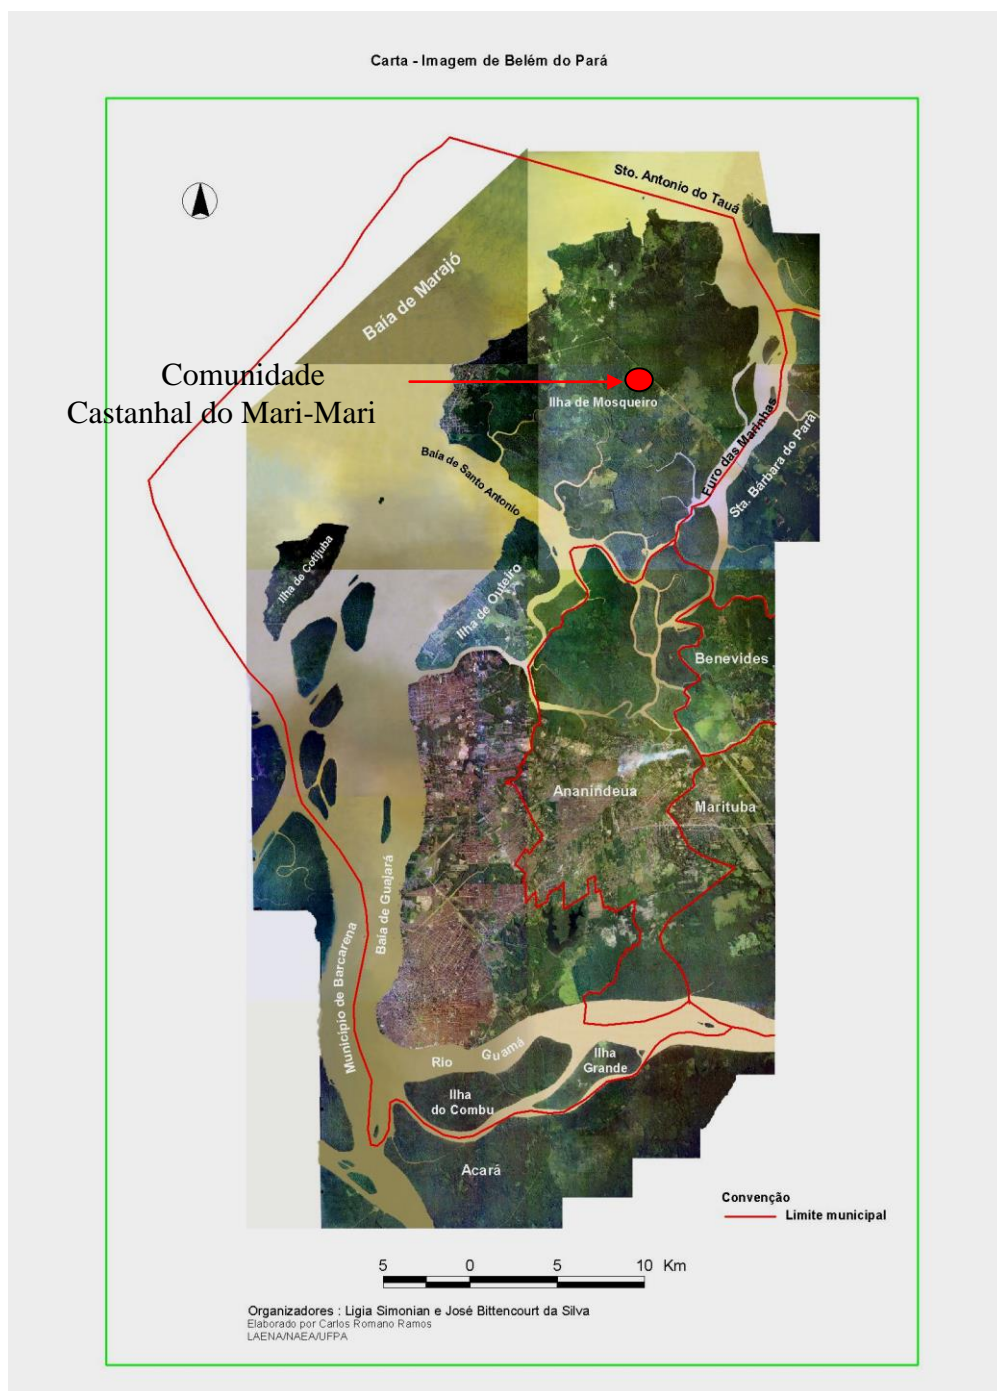 Carta - Imagem de Belém do Pará
Sto. Antonio do Tauá
Baía de Marajó
Comunidade
Castanhal do Mari-Mari
Ilha de Mosqueiro
Furo das Marinhas
Sta. Bárbara do Pará
Baía de Santo Antonio
Ilha de Cotijuba
Ilha de Outeiro
Benevides
Ananindeua
Marituba
Baía de Guajará
Município de Barcarena
Rio Guamá
Ilha
Grande
Ilha
do Combu
Acará
Convenção
Limite municipal
5 0 5 10 Km
Organizadores : Ligia Simonian e José Bittencourt da Silva
Elaborado por Carlos Romano Ramos
LAENA/NAEA/UFPA